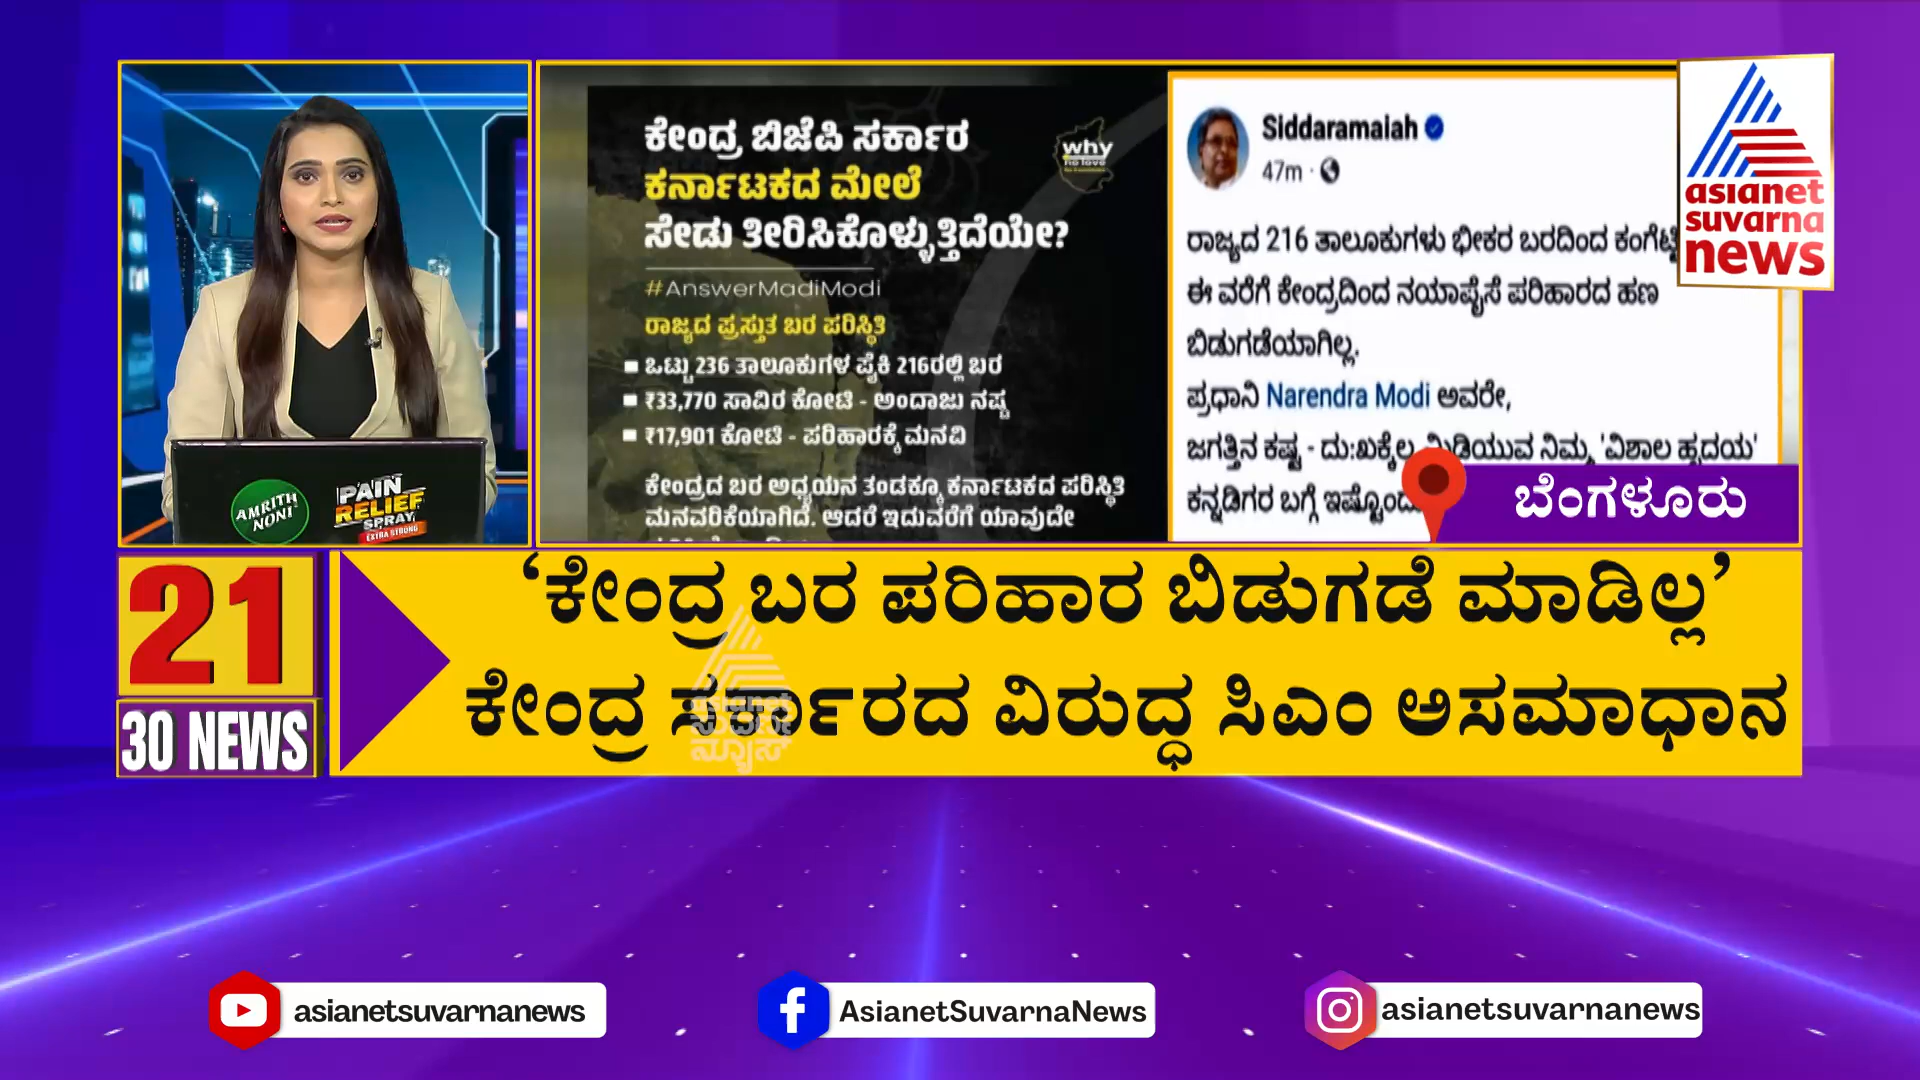 ಕೇಂದ್ರ ಬಿಜೆಪಿ ಸರ್ಕಾರ
ಕರ್ನಾಟಕದ ಮೇಲೆ
ಸೇಡು ತೀರಿಸಿಕೊಳ್ಳುತ್ತಿದೆಯೇ?
#AnswerMadiModi
ರಾಜ್ಯದ ಪ್ರಸ್ತುತ ಬರ ಪರಿಸ್ಥಿತಿ
ಒಟ್ಟು 236 ತಾಲೂಕುಗಳ ಪೈಕಿ 216ರಲ್ಲಿ ಬರ
₹33,770 ಸಾವಿರ ಕೋಟಿ - ಅಂದಾಜು ನಷ್ಟ
₹17,901 ಕೋಟಿ - ಪರಿಹಾರಕ್ಕೆ ಮನವಿ
ಕೇಂದ್ರದ ಬರ ಅಧ್ಯಯನ ತಂಡಕ್ಕೂ ಕರ್ನಾಟಕದ ಪರಿಸ್ಥಿತಿ
ಮನವರಿಕೆಯಾಗಿದೆ. ಆದರೆ ಇದುವರೆಗೆ ಯಾವುದೇ
why
Siddaramaiah
47m
ರಾಜ್ಯದ 216 ತಾಲೂಕುಗಳು ಭೀಕರ ಬರದಿಂದ
ಈ ವರೆಗೆ ಕೇಂದ್ರದಿಂದ ನಯಾಪೈಸೆ ಪರಿಹಾರದ ಹಣ
ಬಿಡುಗಡೆಯಾಗಿಲ್ಲ.
ಪ್ರಧಾನಿ Narendra Modi ಅವರೇ,
ಜಗತ್ತಿನ ಕಷ್ಟ - ದು:ಖಕ್ಕೆಲ್ಲ ಮಿಡಿಯುವ ನಿಮ್ಮ 'ವಿಶಾಲ ಹೃದಯ'
ಕನ್ನಡಿಗರ ಬಗ್ಗೆ
asianet
suvarna
news
ಬೆಂಗಳೂರು
AMRITH
NONI
PAIN
RELIEF
SPRAY
EXTRA STRONG
21
30 NEWS
‘ಕೇಂದ್ರ ಬರ ಪರಿಹಾರ ಬಿಡುಗಡೆ ಮಾಡಿಲ್ಲ’
ಕೇಂದ್ರ ಸರ್ಕಾರದ ವಿರುದ್ಧ ಸಿಎಂ ಅಸಮಾಧಾನ
asianet
ಸುವರ್ಣ
ನ್ಯೂಸ್
asianetsuvarnanews
AsianetSuvarnaNews
asianetsuvarnanews